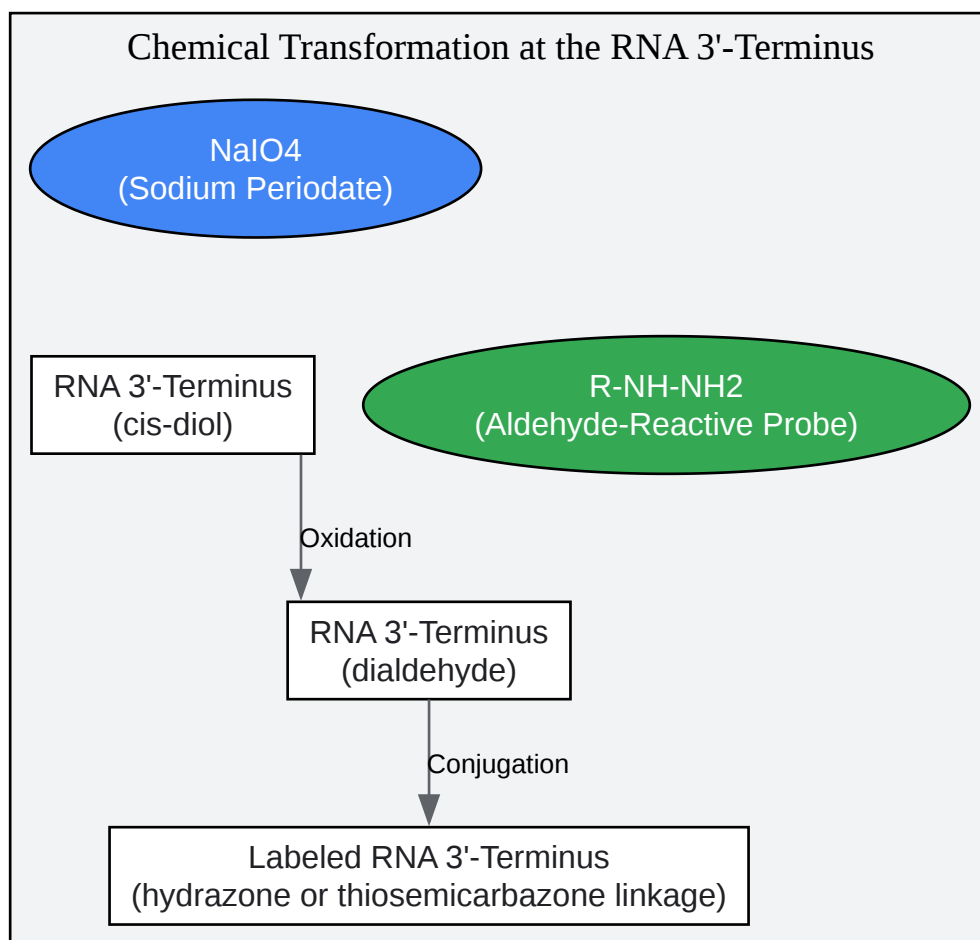 Chemical Transformation at the RNA 3'-Terminus
NaIO4
(Sodium Periodate)
RNA 3'-Terminus
(cis-diol)
R-NH-NH2
(Aldehyde-Reactive Probe)
Oxidation
RNA 3'-Terminus
(dialdehyde)
Conjugation
Labeled RNA 3'-Terminus
(hydrazone or thiosemicarbazone linkage)